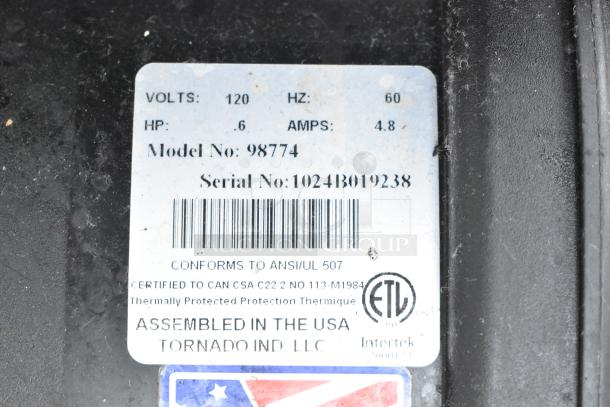 VOLTS: 120 HZ: 60
HP: .6 AMPS: 4.8
Model No: 98774
Serial No:1024B019238
AUCTION GROUP
CONFORMS TO ANSI/UL 507
CERTIFIED TO CAN-CSA-C22.2 NO.113-M1984
Thermally Protected Protection Thermique
ETL
ASSEMBLED IN THE USA
TORNADO IND. LLC
Intertek